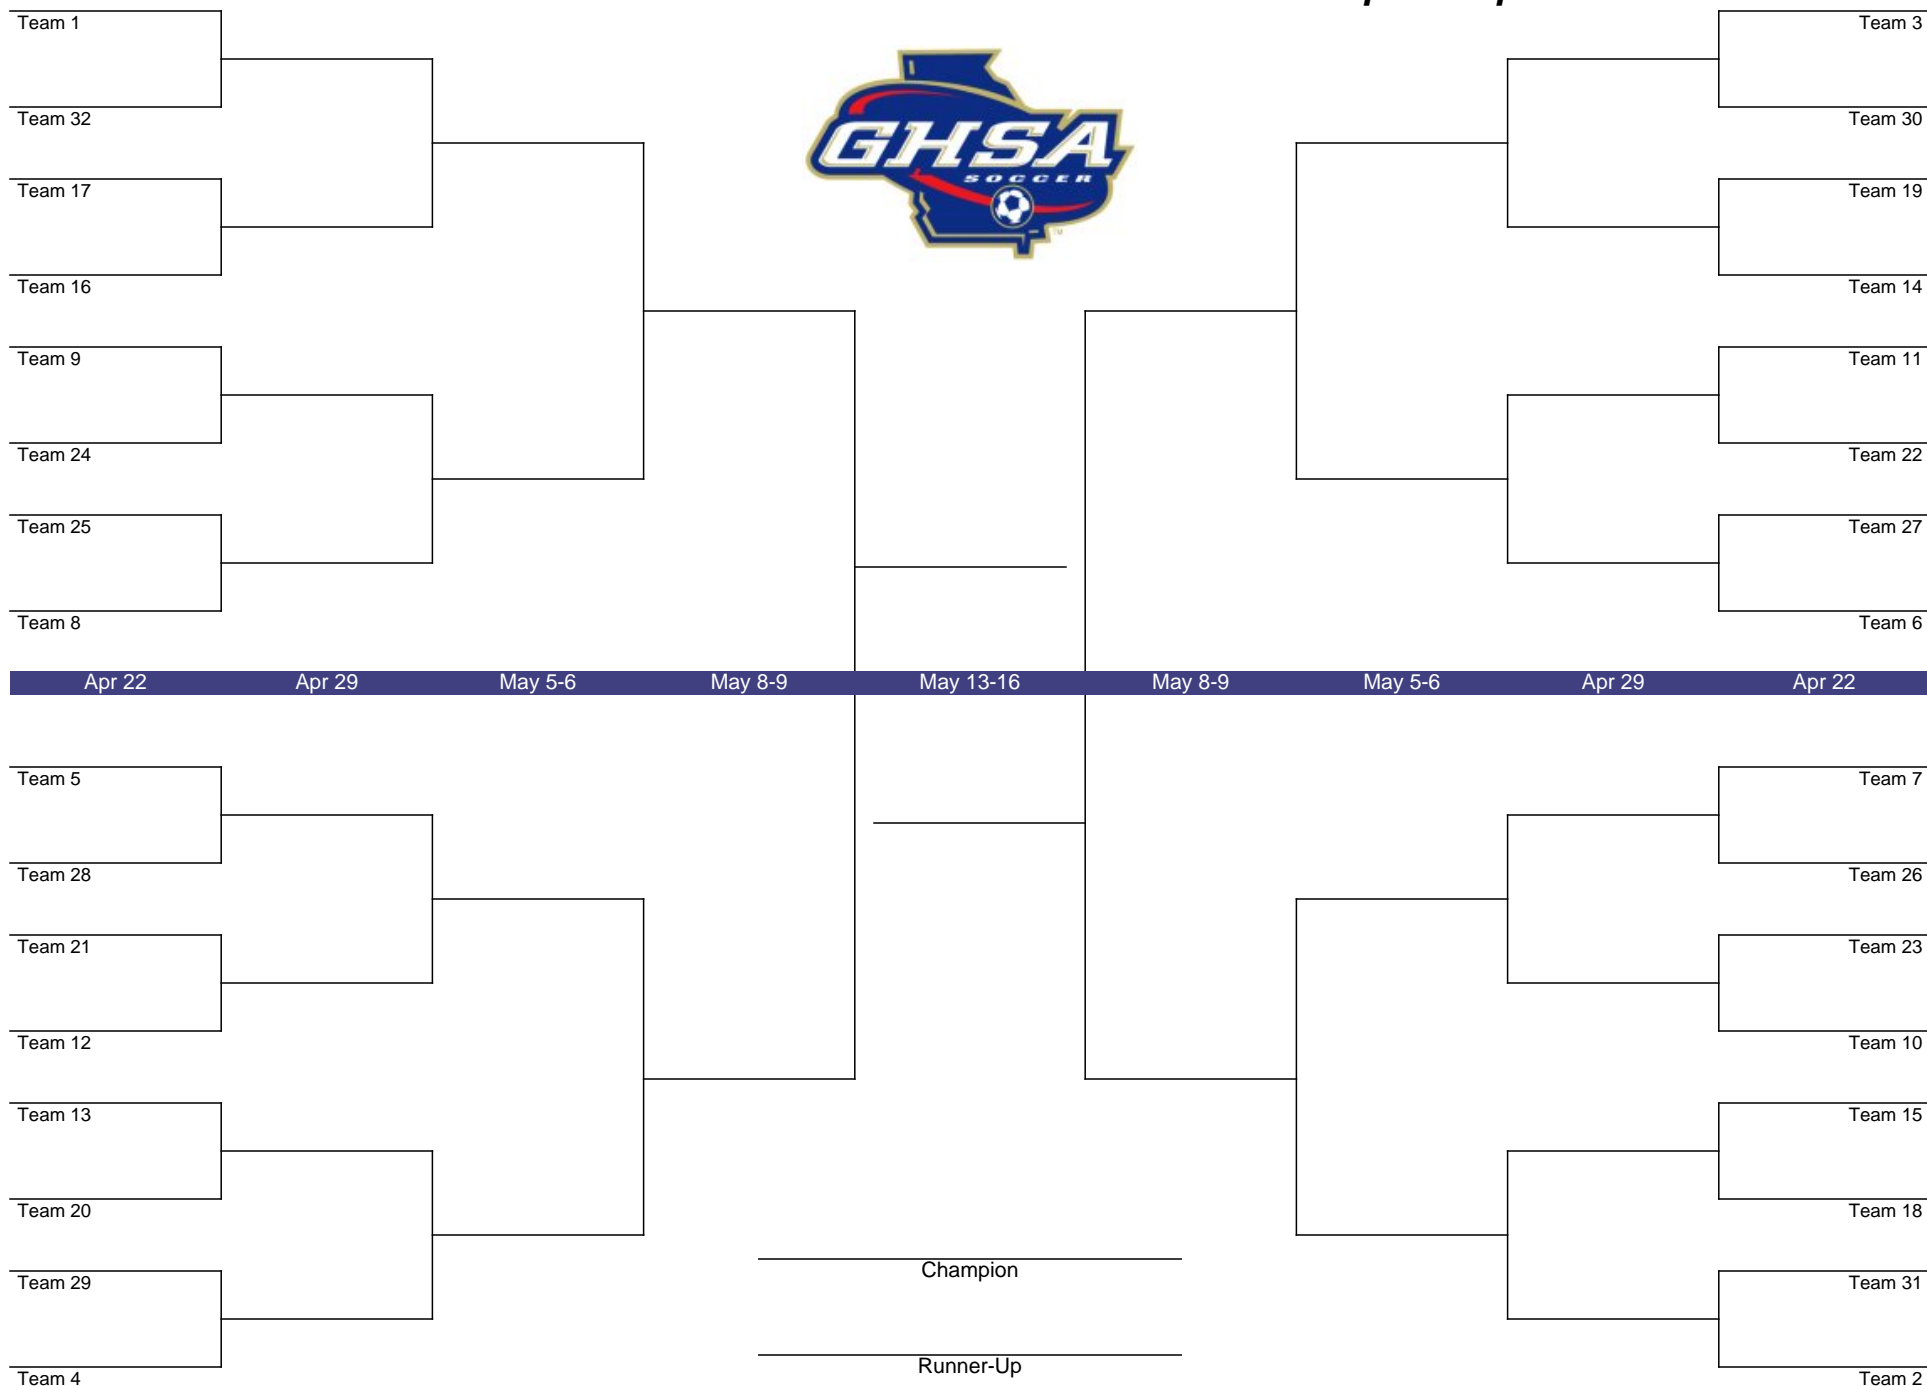 Team 1
Team 3
Team 32
Team 30
GHSA
SOCCER
TM
Team 17
Team 19
Team 16
Team 14
Team 9
Team 11
Team 24
Team 22
Team 25
Team 27
Team 8
Team 6
Apr 22 Apr 29 May 5-6 May 8-9 May 13-16 May 8-9 May 5-6 Apr 29 Apr 22
Team 5
Team 7
Team 28
Team 26
Team 21
Team 23
Team 12
Team 10
Team 13
Team 15
Team 20
Team 18
Champion
Team 29
Team 31
Runner-Up
Team 4
Team 2